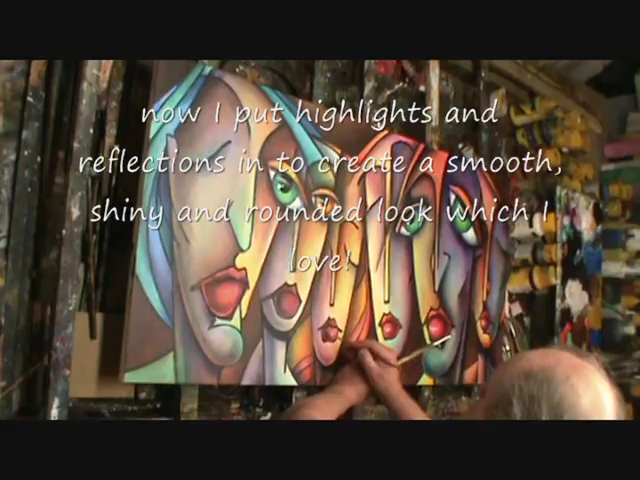 now I put highlights and
reflections in to create a smooth,
shiny and rounded look which I
love!